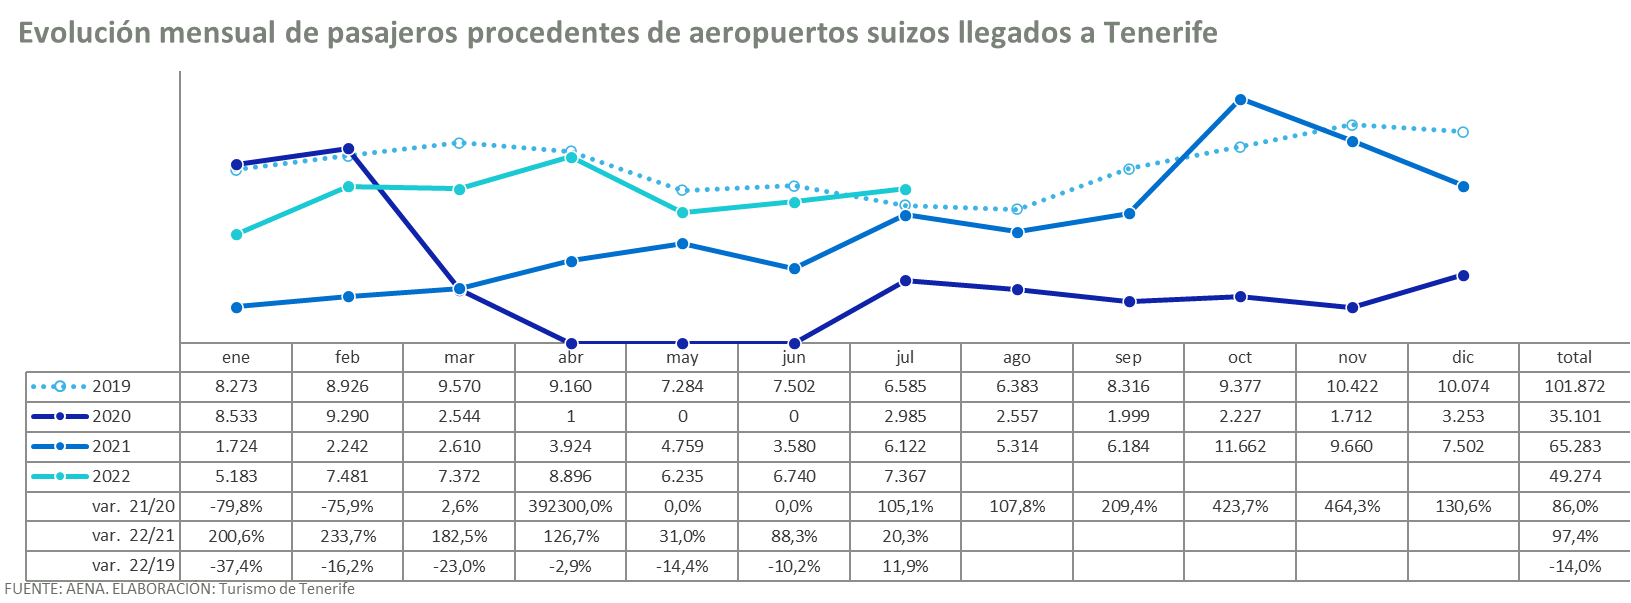 Evolución mensual de pasajeros procedentes de aeropuertos suizos llegados a Tenerife
ene feb mar abr may jun jul ago sep oct nov dic total
2019 8.273 8.926 9.570 9.160 7.284 7.502 6.585 6.383 8.316 9.377 10.422 10.074 101.872
2020 8.533 9.290 2.544 1 0 0 2.985 2.557 1.999 2.227 1.712 3.253 35.101
2021 1.724 2.242 2.610 3.924 4.759 3.580 6.122 5.314 6.184 11.662 9.660 7.502 65.283
2022 5.183 7.481 7.372 8.896 6.235 6.740 7.367 49.274
var. 21/20 -79,8% -75,9% 2,6% 392300,0% 0,0% 0,0% 105,1% 107,8% 209,4% 423,7% 464,3% 130,6% 86,0%
var. 22/21 200,6% 233,7% 182,5% 126,7% 31,0% 88,3% 20,3% 97,4%
var. 22/19 -37,4% -16,2% -23,0% -2,9% -14,4% -10,2% 11,9% -14,0%
FUENTE: AENA. ELABORACION: Turismo de Tenerife